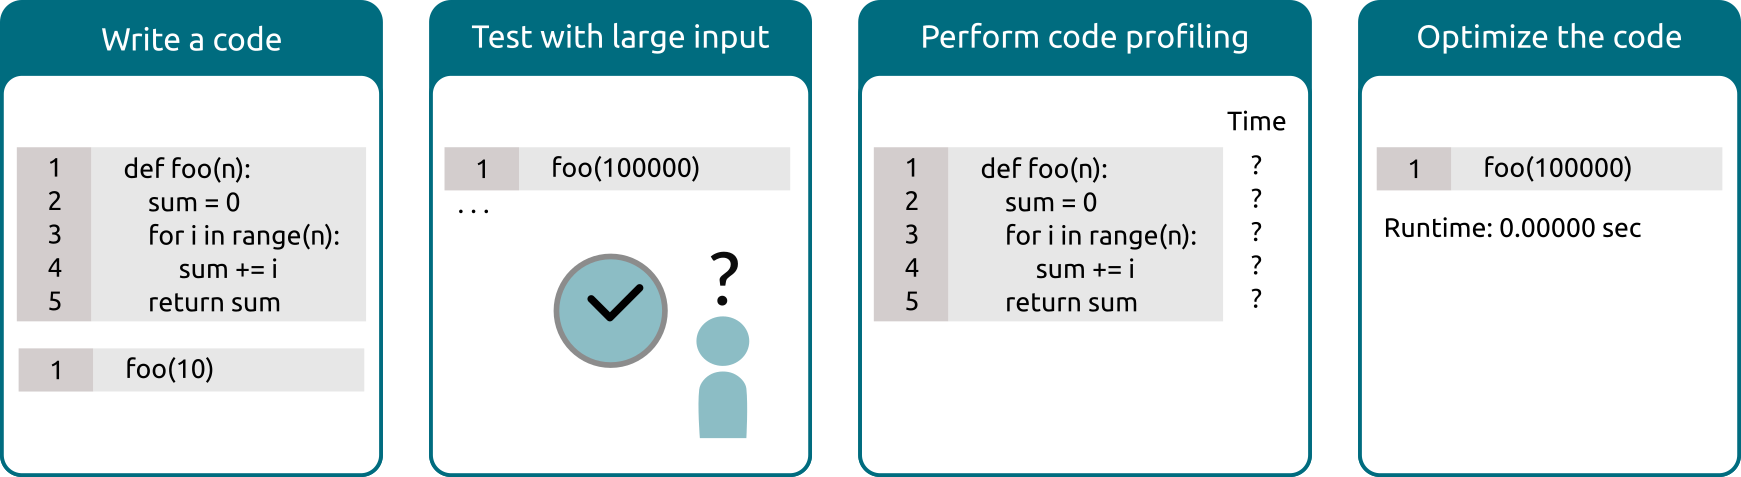 Write a code
1 def foo(n):
2 sum = 0
3 for i in range(n):
4 sum += i
5 return sum
1 foo(10)
Test with large input
1 foo(100000)
...
?
Perform code profiling
Time
1 def foo(n): ?
2 sum = 0 ?
3 for i in range(n): ?
4 sum += i ?
5 return sum ?
Optimize the code
1 foo(100000)
Runtime: 0.00000 sec